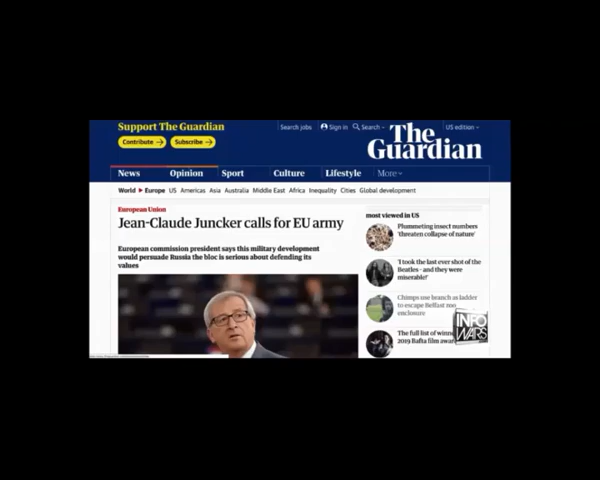 Support The Guardian
Contribute →
Subscribe →
Search jobs
Sign in
Search
US edition
The
Guardian
News
Opinion
Sport
Culture
Lifestyle
More
World
Europe
US
Americas
Asia
Australia
Middle East
Africa
Inequality
Cities
Global development
European Union
Jean-Claude Juncker calls for EU army
European commission president says this military development
would persuade Russia the bloc is serious about defending its
values
most viewed in US
Plummeting insect numbers
'threaten collapse of nature'
'I took the last ever shot of the
Beatles - and they were
miserable!'
Chimps use branch as ladder
to escape Belfast zoo
enclosure
The full list of
2019 Bafta film
INFO
WARS